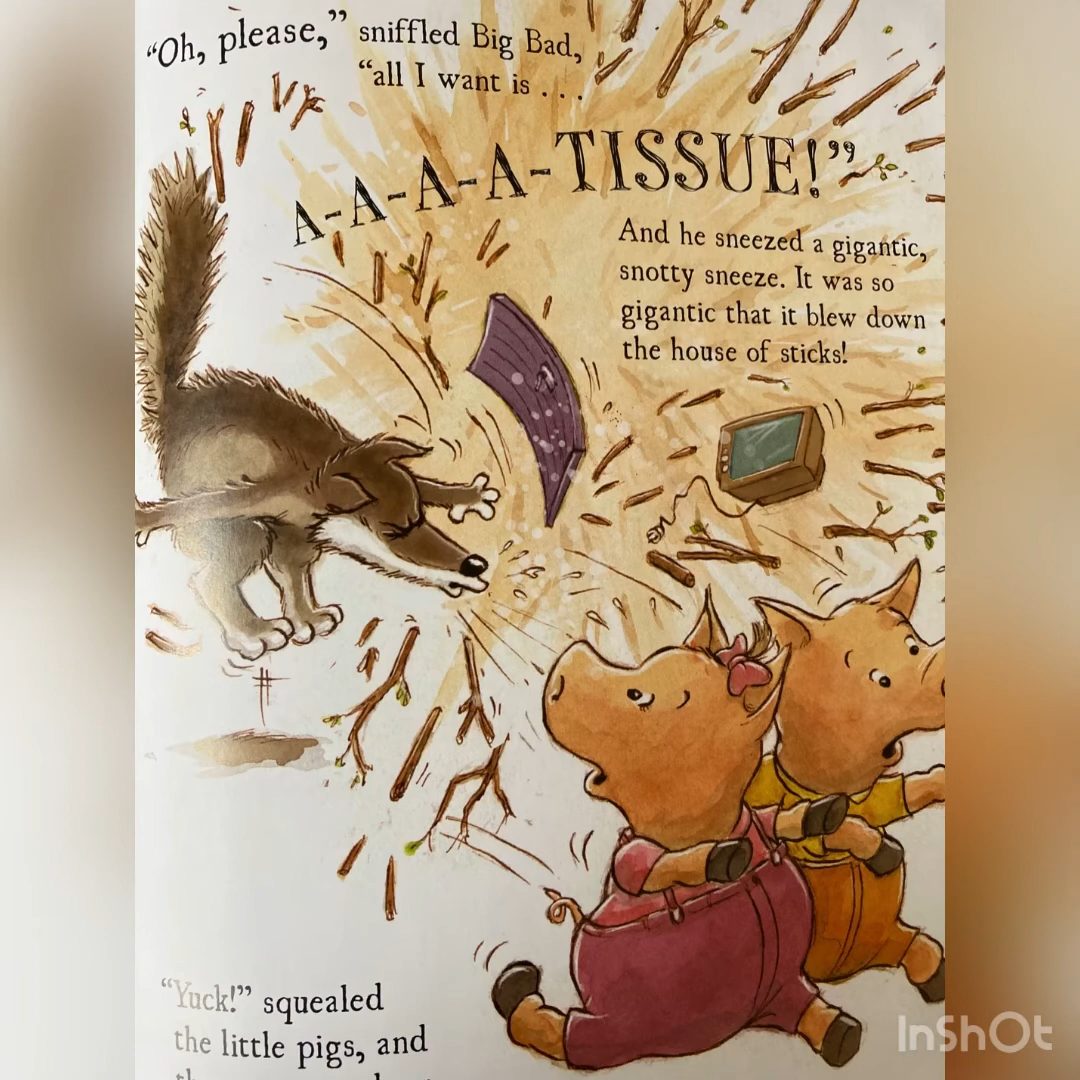 “Oh, please,” sniffled Big Bad,
“all I want is . . .
A-A-A-A-TISSUE!”
And he sneezed a gigantic,
snotty sneeze. It was so
gigantic that it blew down
the house of sticks!
“Yuck!” squealed
the little pigs, and
InShOt